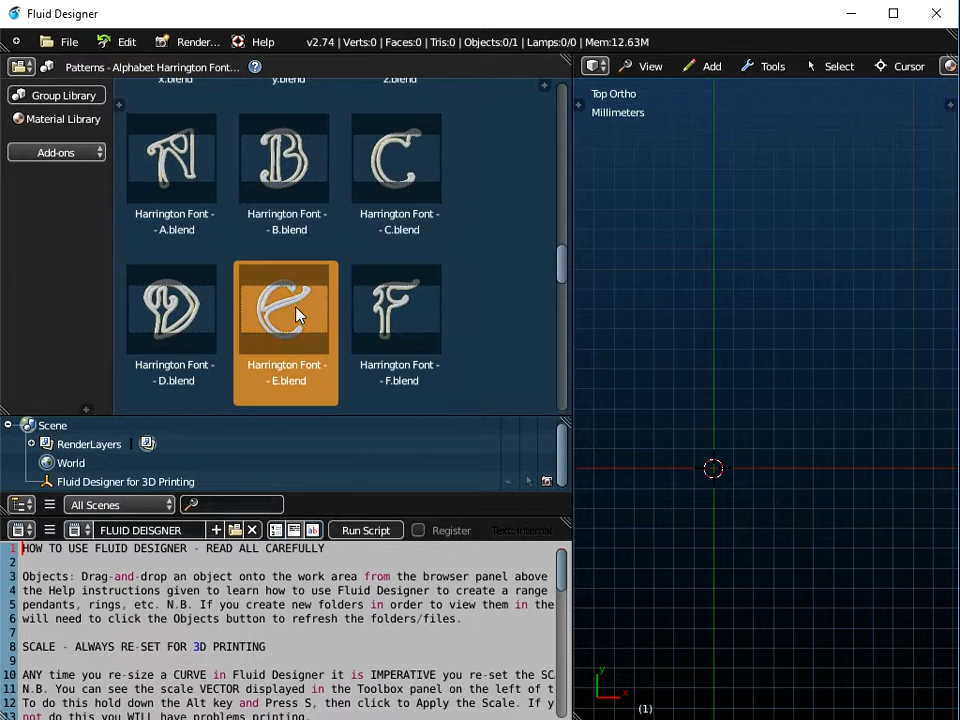 Fluid Designer
File Edit Render... Help v2.74 | Verts:0 | Faces:0 | Tris:0 | Objects:0/1 | Lamps:0/0 | Mem:12.63M
Patterns - Alphabet Harrington Font...
View Add Tools Select Cursor
Group Library
Material Library
Add-ons
x.blend y.blend z.blend
Harrington Font -
- A.blend
Harrington Font -
- B.blend
Harrington Font -
- C.blend
Harrington Font -
- D.blend
Harrington Font -
- E.blend
Harrington Font -
- F.blend
Top Ortho
Millimeters
Scene
RenderLayers |
World
Fluid Designer for 3D Printing
All Scenes
FLUID DEISGNER
Run Script
Register
Text: Internal
1 HOW TO USE FLUID DESIGNER - READ ALL CAREFULLY
2
3 Objects: Drag-and-drop an object onto the work area from the browser panel above
4 the Help instructions given to learn how to use Fluid Designer to create a range
5 pendants, rings, etc. N.B. If you create new folders in order to view them in the
6 will need to click the Objects button to refresh the folders/files.
7
8 SCALE - ALWAYS RE-SET FOR 3D PRINTING
9
10 ANY time you re-size a CURVE in Fluid Designer it is IMPERATIVE you re-set the SC
11 N.B. You can see the scale VECTOR displayed in the Toolbox panel on the left of t
12 To do this hold down the Alt key and Press S, then click to Apply the Scale. If y
13 not do this you WILL have problems printing.
y
x
(1)